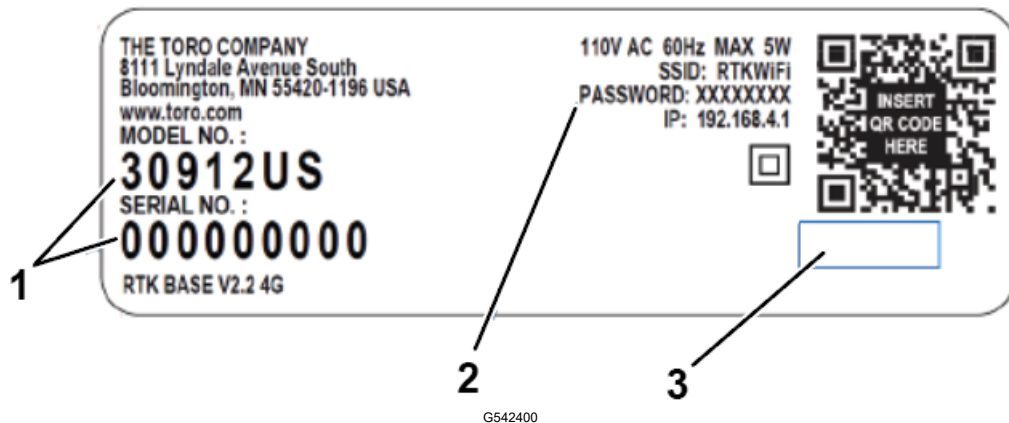 THE TORO COMPANY
8111 Lyndale Avenue South
Bloomington, MN 55420-1196 USA
www.toro.com
MODEL NO. :
30912US
SERIAL NO. :
000000000
RTK BASE V2.2 4G
110V AC 60Hz MAX 5W
SSID: RTKWiFi
PASSWORD: XXXXXXXX
IP: 192.168.4.1
INSERT
QR CODE
HERE
1
2
3
G542400